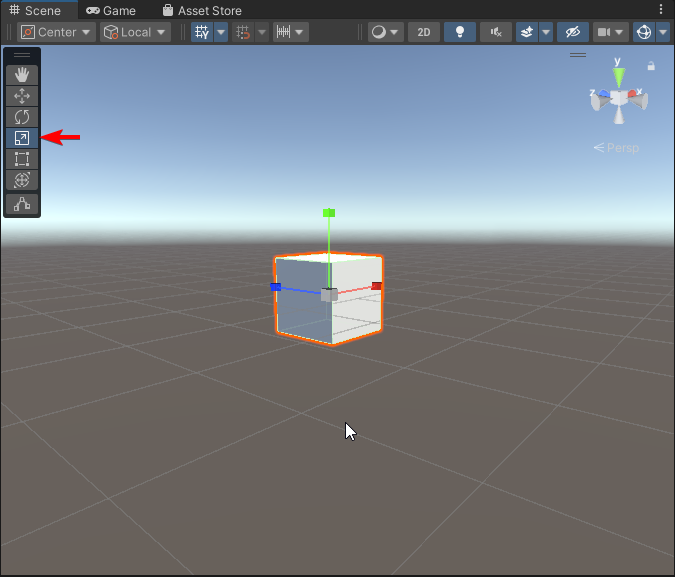 Scene Game Asset Store
Center Local 2D
y
z x
Persp